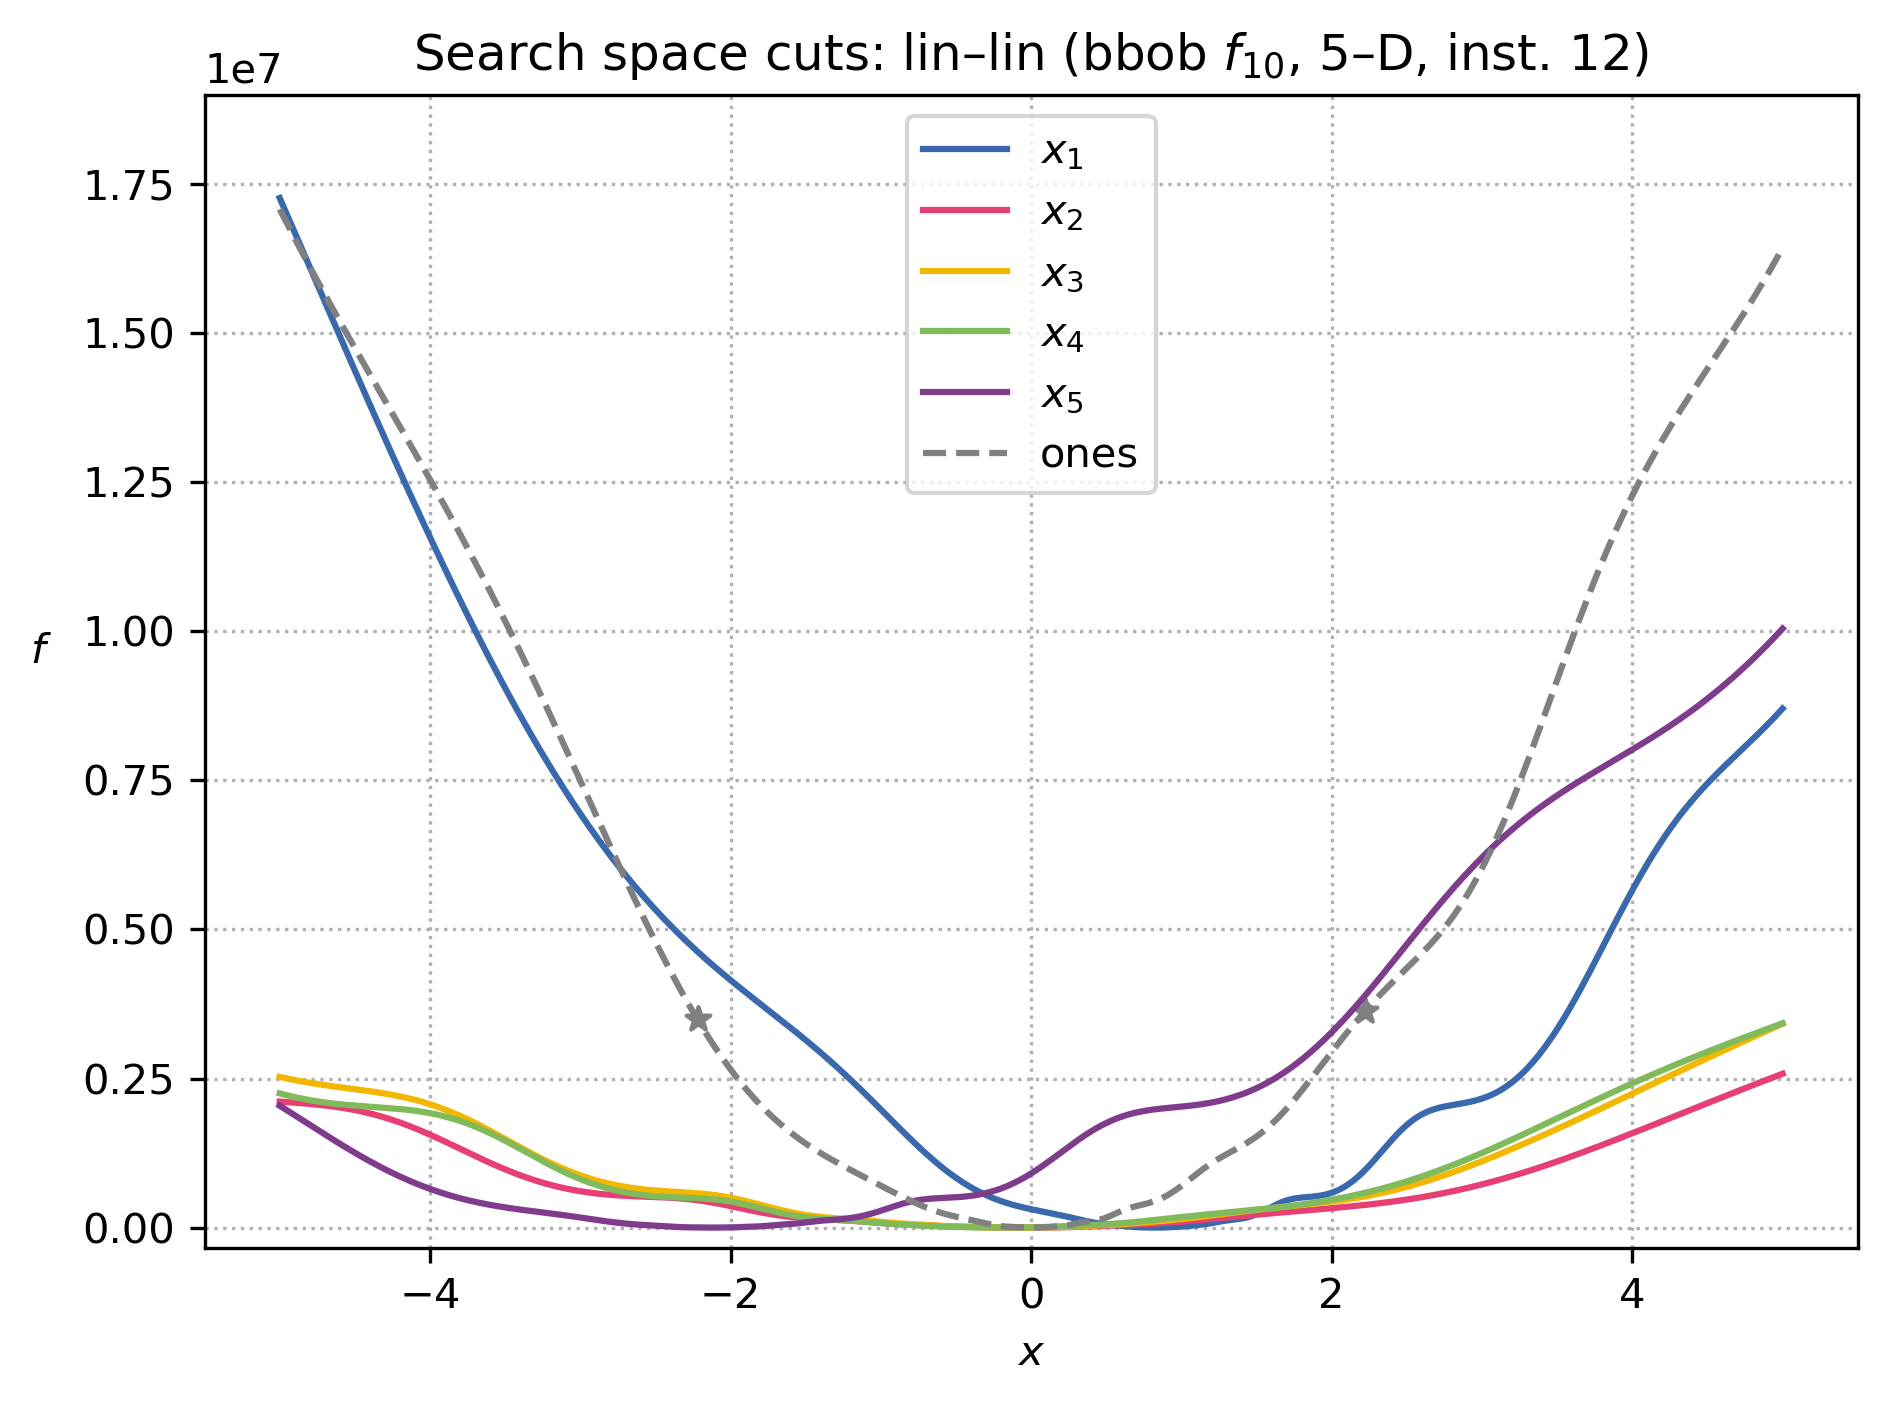 Search space cuts: lin–lin (bbob f₁₀, 5–D, inst. 12)
1e7
1.75
1.50
1.25
1.00
0.75
0.50
0.25
0.00
f
x₁
x₂
x₃
x₄
x₅
ones
−4 −2 0 2 4
x